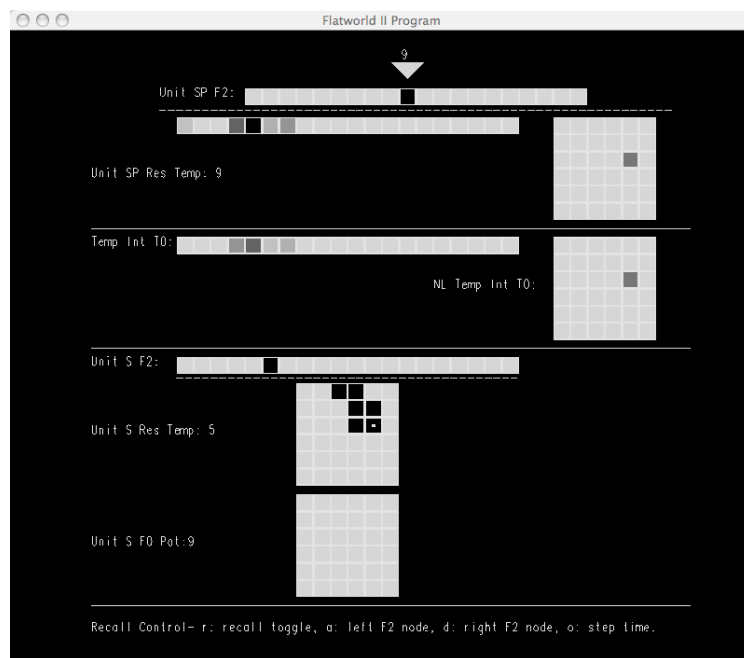 Flatworld II Program
9
Unit SP F2:
Unit SP Res Temp: 9
Temp Int T0:
NL Temp Int T0:
Unit S F2:
Unit S Res Temp: 5
Unit S F0 Pat:9
Recall Control- r: recall toggle, a: left F2 node, d: right F2 node, o: step time.